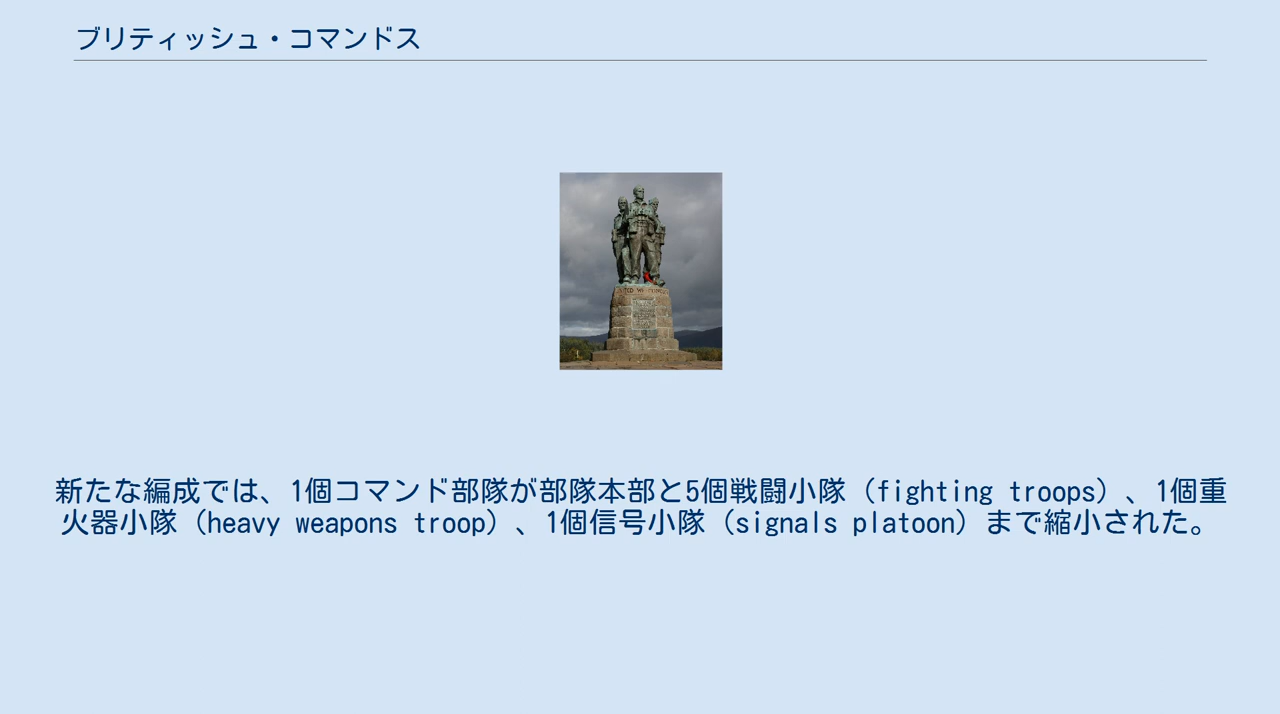 ブリティッシュ・コマンドス
新たな編成では、1個コマンド部隊が部隊本部と5個戦闘小隊（fighting troops）、1個重
火器小隊（heavy weapons troop）、1個信号小隊（signals platoon）まで縮小された。